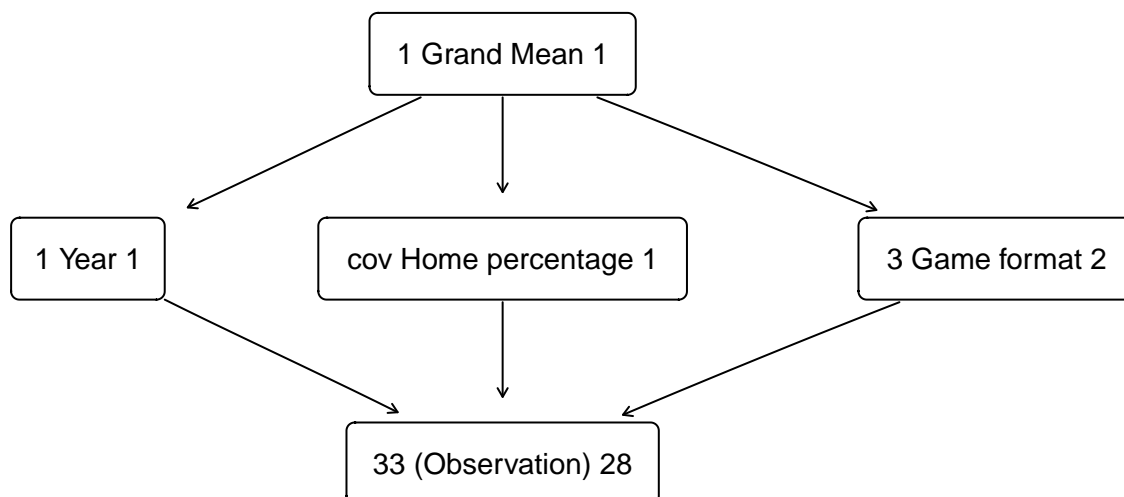 1 Grand Mean 1
1 Year 1
cov Home percentage 1
3 Game format 2
33 (Observation) 28